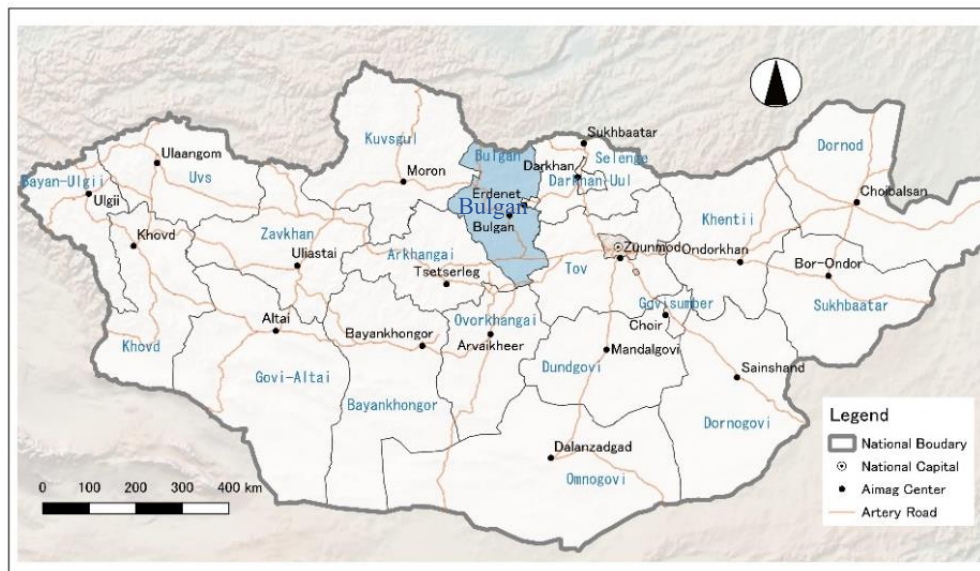 Kuvsgul
Moron
Ulaangom
Uvs
Bayan-Ulgii
Ulgii
Khovd
Zavkhan
Uliastai
Arkhangai
Tsetserleg
Bulgan
Erdenet
Bulgan
Bulgan
Sukhbaatar
Selenge
Darkhan
Darkhan Uul
Dornod
Choibalsan
Khentii
Zuunmod
Ondorkhan
Tov
Bor-Ondor
Sukhbaatar
Govisumber
Choir
Altai
Bayankhongor
Ovorkhangai
Arvaikheer
Mandalgovi
Dundgovi
Sainshand
Khovd
Govi-Altai
Bayankhongor
Dornogovi
Dalanzadgad
Omnogovi
Legend
National Boudary
National Capital
Aimag Center
Artery Road
0 100 200 300 400 km